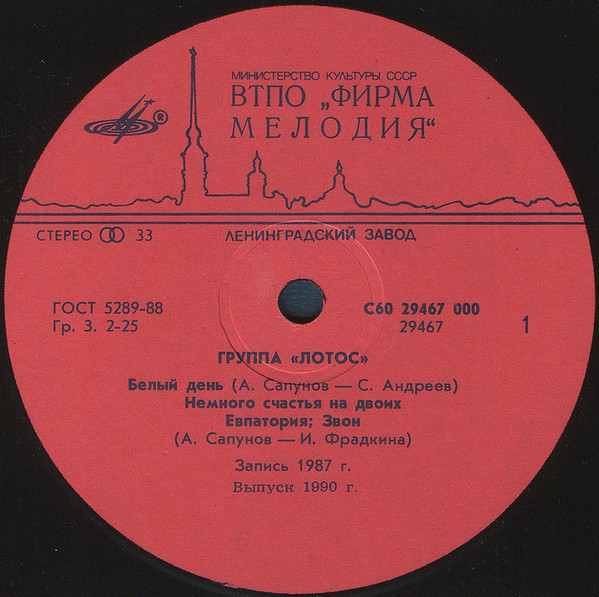 МИНИСТЕРСТВО КУЛЬТУРЫ СССР
ВТПО „ФИРМА
МЕЛОДИЯ“
®
СТЕРЕО 33
ЛЕНИНГРАДСКИЙ ЗАВОД
ГОСТ 5289-88
Гр. 3. 2-25
С60 29467 000
29467
1
ГРУППА «ЛОТОС»
Белый день (А. Сапунов — С. Андреев)
Немного счастья на двоих
Евпатория; Звон
(А. Сапунов — И. Фрадкина)
Запись 1987 г.
Выпуск 1990 г.